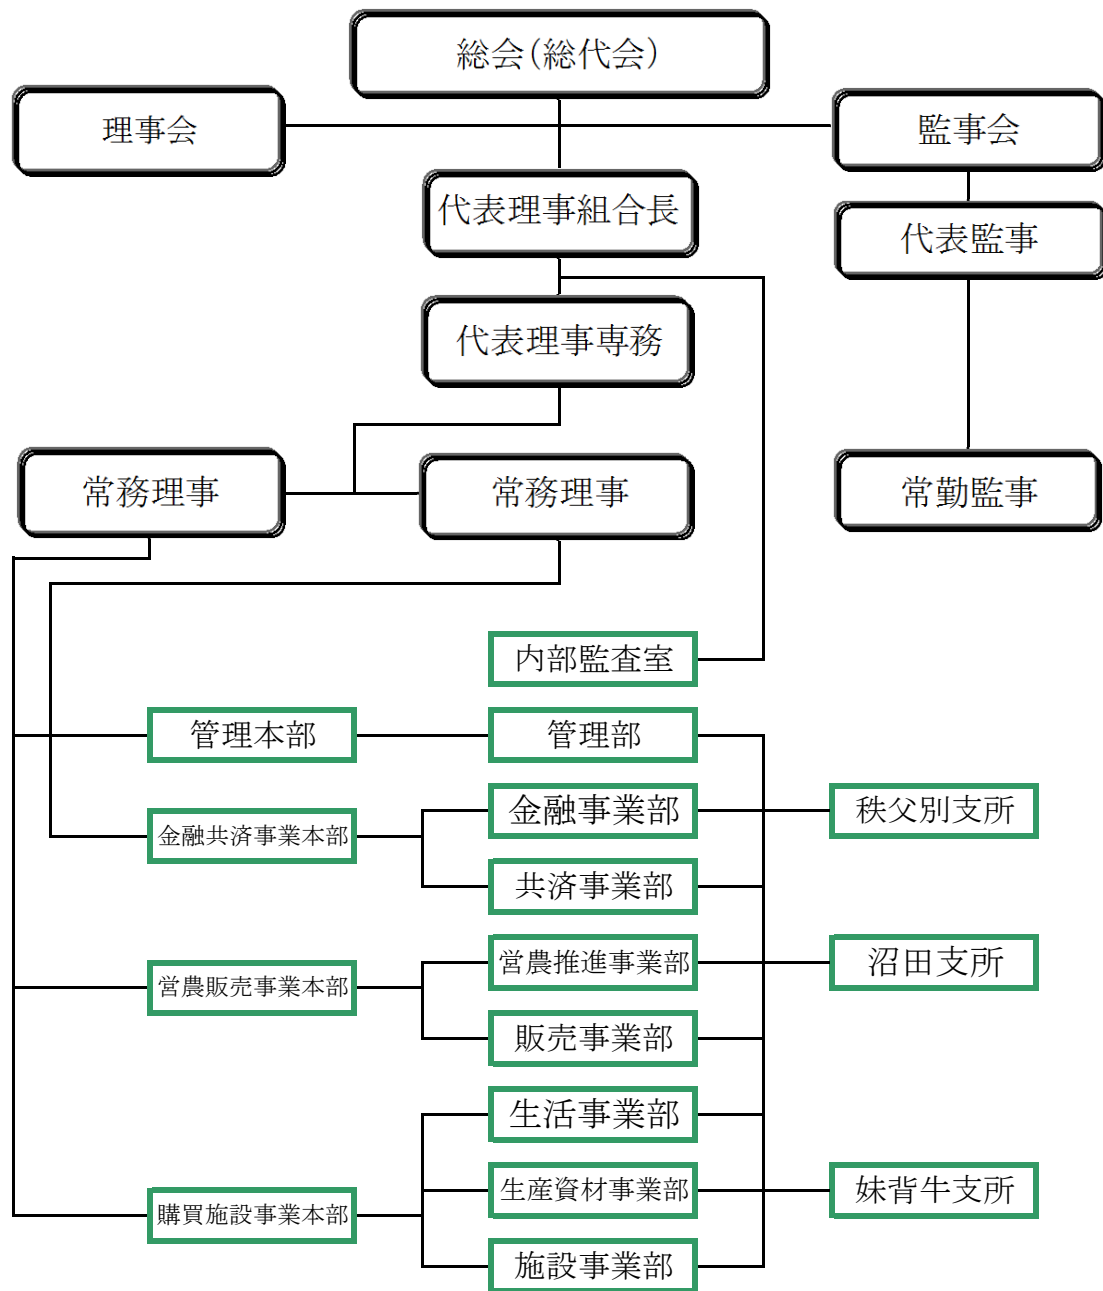 総会(総代会)
理事会
監事会
代表理事組合長
代表監事
代表理事専務
常務理事
常務理事
常勤監事
内部監査室
管理本部
管理部
金融事業部
秩父別支所
金融共済事業本部
共済事業部
営農推進事業部
沼田支所
営農販売事業本部
販売事業部
生活事業部
生産資材事業部
妹背牛支所
購買施設事業本部
施設事業部